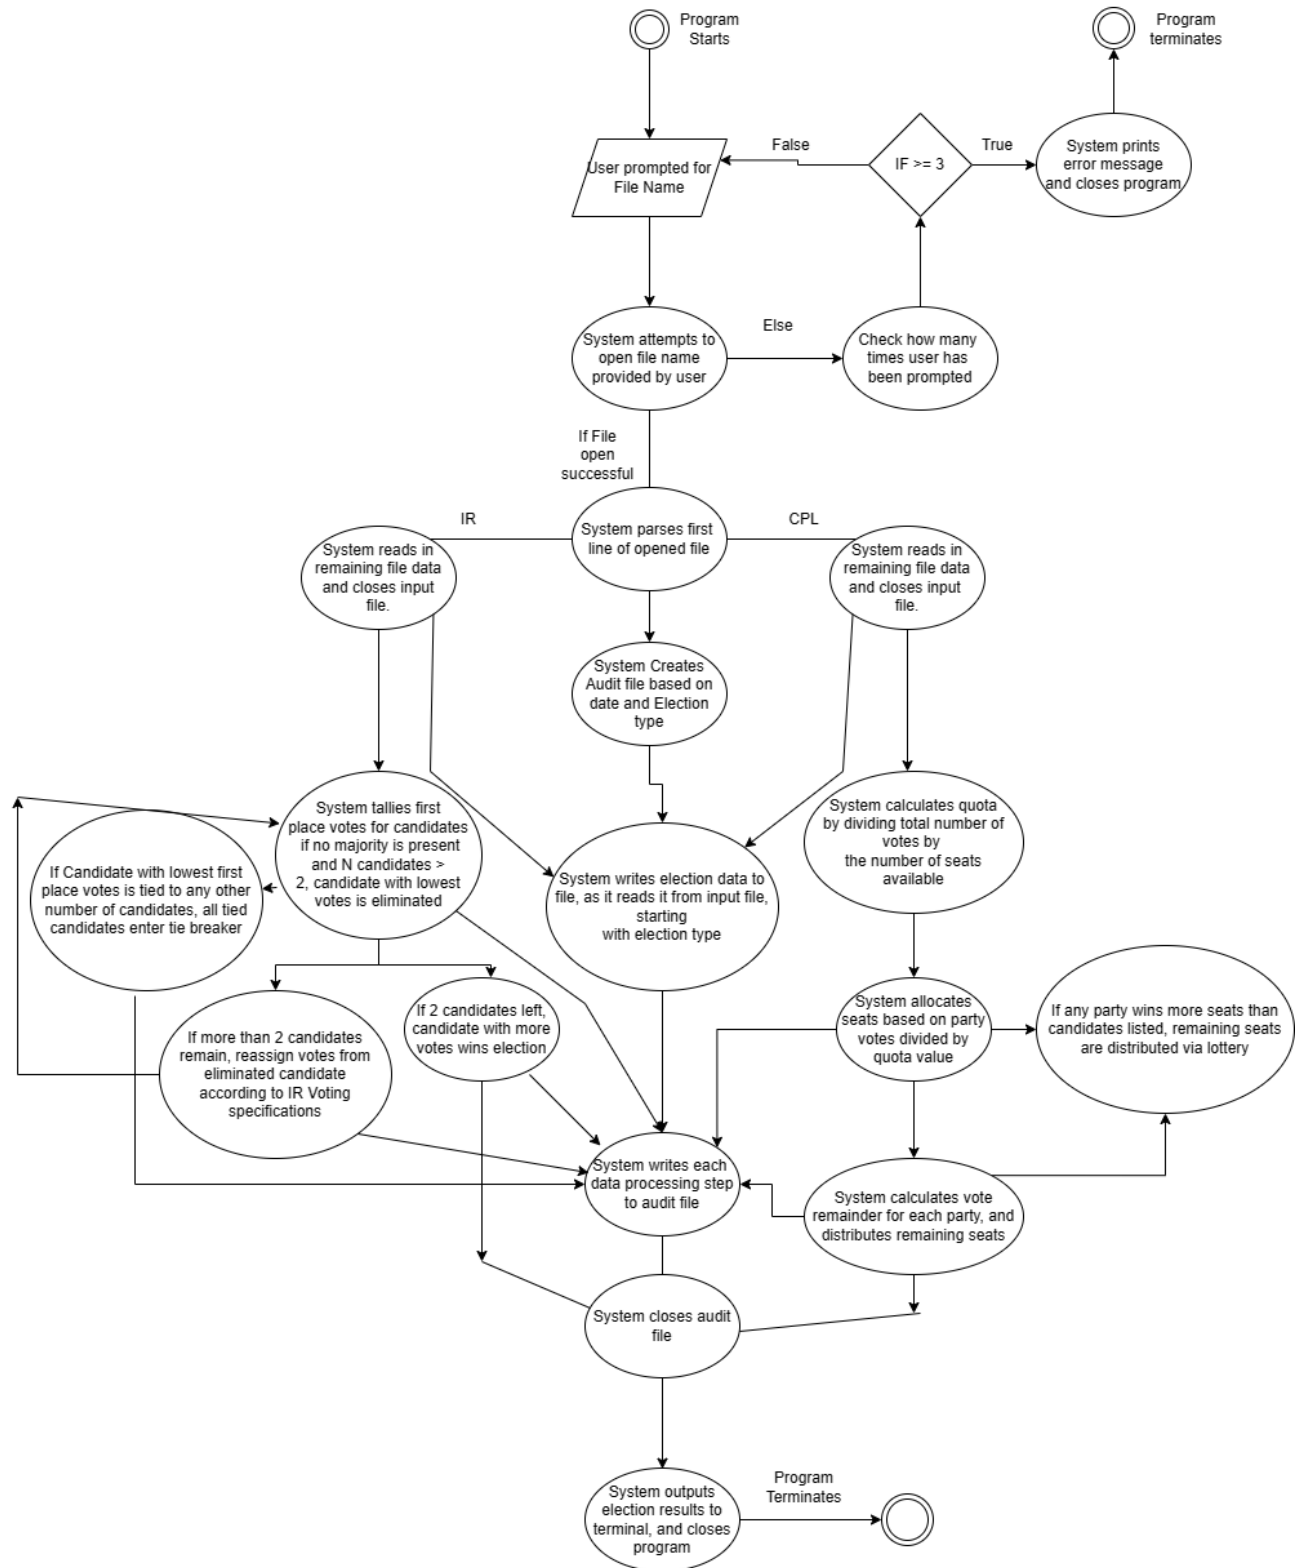 Program
Starts
Program
terminates
User prompted for
File Name
False
IF >= 3
True
System prints
error message
and closes program
System attempts to
open file name
provided by user
Else
Check how many
times user has
been prompted
If File
open
successful
IR
System parses first
line of opened file
CPL
System reads in
remaining file data
and closes input
file.
System reads in
remaining file data
and closes input
file.
System Creates
Audit file based on
date and Election
type
System tallies first
place votes for candidates
if no majority is present
and N candidates >
2, candidate with lowest
votes is eliminated
If Candidate with lowest first
place votes is tied to any other
number of candidates, all tied
candidates enter tie breaker
System writes election data to
file, as it reads it from input file,
starting
with election type
System calculates quota
by dividing total number of
votes by
the number of seats
available
If more than 2 candidates
remain, reassign votes from
eliminated candidate
according to IR Voting
specifications
If 2 candidates left,
candidate with more
votes wins election
System allocates
seats based on party
votes divided by
quota value
If any party wins more seats than
candidates listed, remaining seats
are distributed via lottery
System writes each
data processing step
to audit file
System calculates vote
remainder for each party, and
distributes remaining seats
System closes audit
file
System outputs
election results to
terminal, and closes
program
Program
Terminates